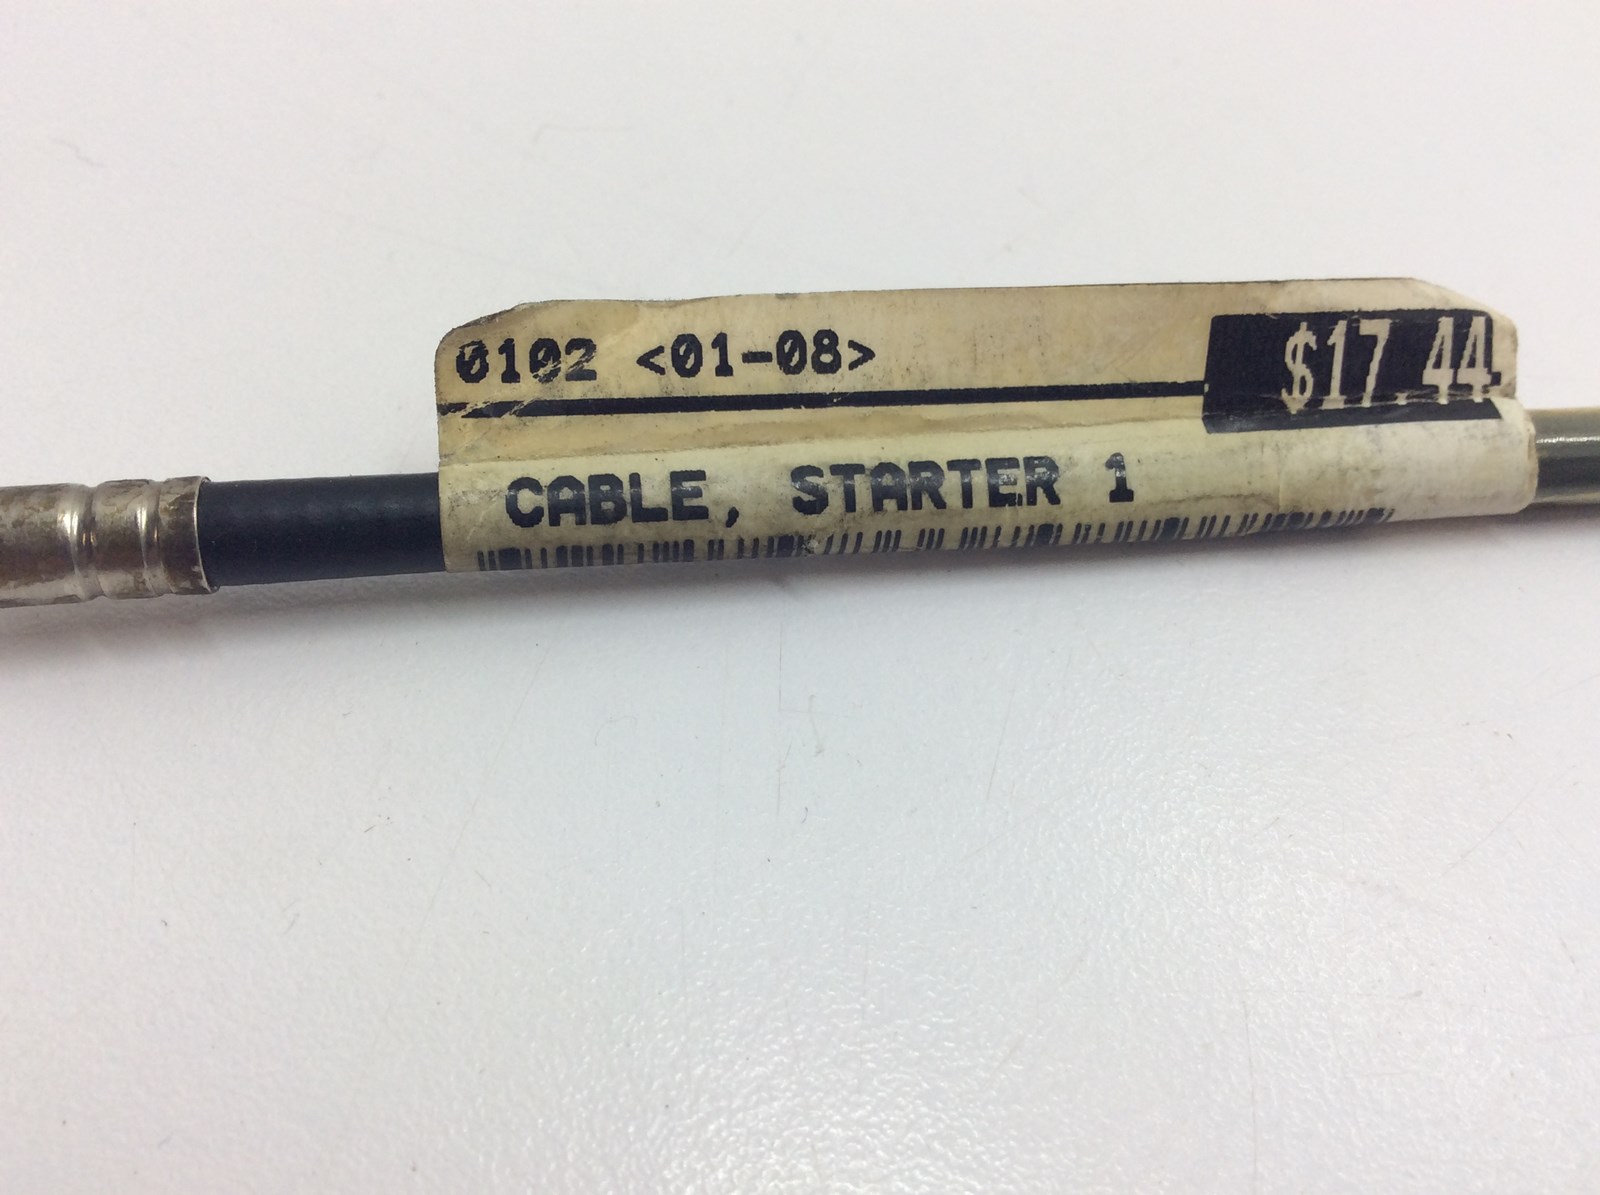 0102 <01-08>
$17.44
CABLE, STARTER 1